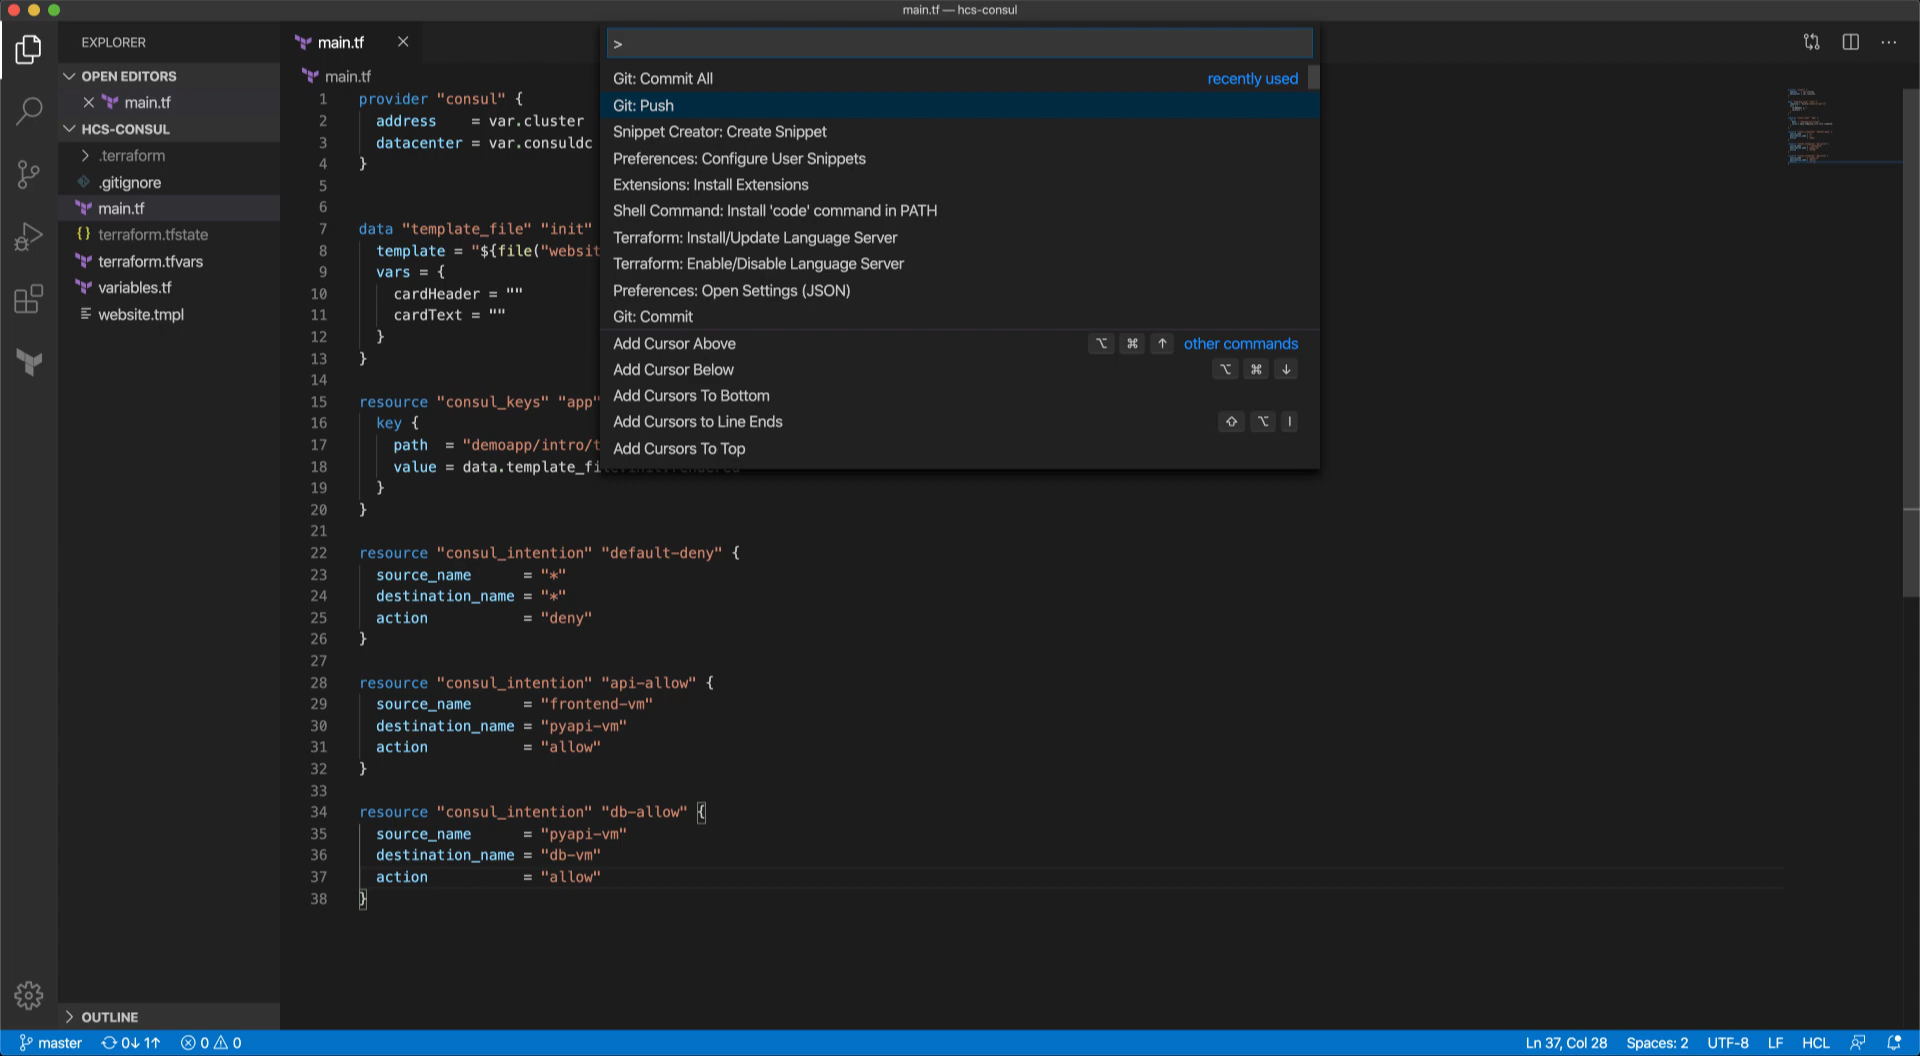 main.tf — hcs-consul
EXPLORER
OPEN EDITORS
main.tf
HCS-CONSUL
.terraform
.gitignore
main.tf
terraform.tfstate
terraform.tfvars
variables.tf
website.tmpl
OUTLINE
main.tf
main.tf
>
Git: Commit All recently used
Git: Push
Snippet Creator: Create Snippet
Preferences: Configure User Snippets
Extensions: Install Extensions
Shell Command: Install 'code' command in PATH
Terraform: Install/Update Language Server
Terraform: Enable/Disable Language Server
Preferences: Open Settings (JSON)
Git: Commit
Add Cursor Above ⌥ ⌘ ↑ other commands
Add Cursor Below ⌥ ⌘ ↓
Add Cursors To Bottom
Add Cursors to Line Ends ⇧ ⌥ I
Add Cursors To Top
1 provider "consul" {
2 address = var.cluster
3 datacenter = var.consuldc
4 }
5
6
7 data "template_file" "init"
8 template = "${file("websit
9 vars = {
10 cardHeader = ""
11 cardText = ""
12 }
13 }
14
15 resource "consul_keys" "app"
16 key {
17 path = "demoapp/intro/t
18 value = data.template_fi
19 }
20 }
21
22 resource "consul_intention" "default-deny" {
23 source_name = "*"
24 destination_name = "*"
25 action = "deny"
26 }
27
28 resource "consul_intention" "api-allow" {
29 source_name = "frontend-vm"
30 destination_name = "pyapi-vm"
31 action = "allow"
32 }
33
34 resource "consul_intention" "db-allow" {
35 source_name = "pyapi-vm"
36 destination_name = "db-vm"
37 action = "allow"
38 }
master 0↓ 1↑ 0 0 Ln 37, Col 28 Spaces: 2 UTF-8 LF HCL